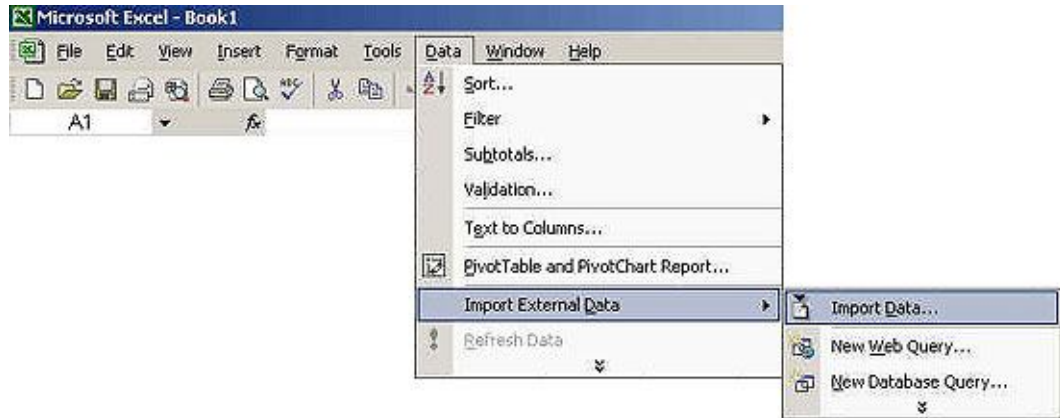 Microsoft Excel - Book1
File Edit View Insert Format Tools Data Window Help
A1
fx
Sort...
Filter
Subtotals...
Validation...
Text to Columns...
PivotTable and PivotChart Report...
Import External Data
Refresh Data
Import Data...
New Web Query...
New Database Query...